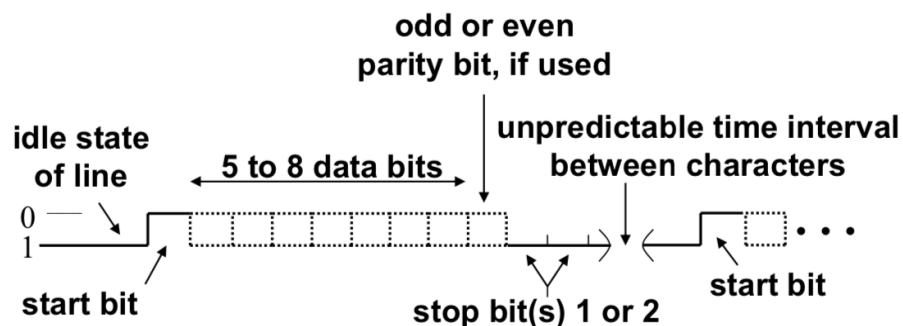 odd or even
parity bit, if used
unpredictable time interval
between characters
idle state
of line
5 to 8 data bits
0
1
start bit
stop bit(s) 1 or 2
start bit